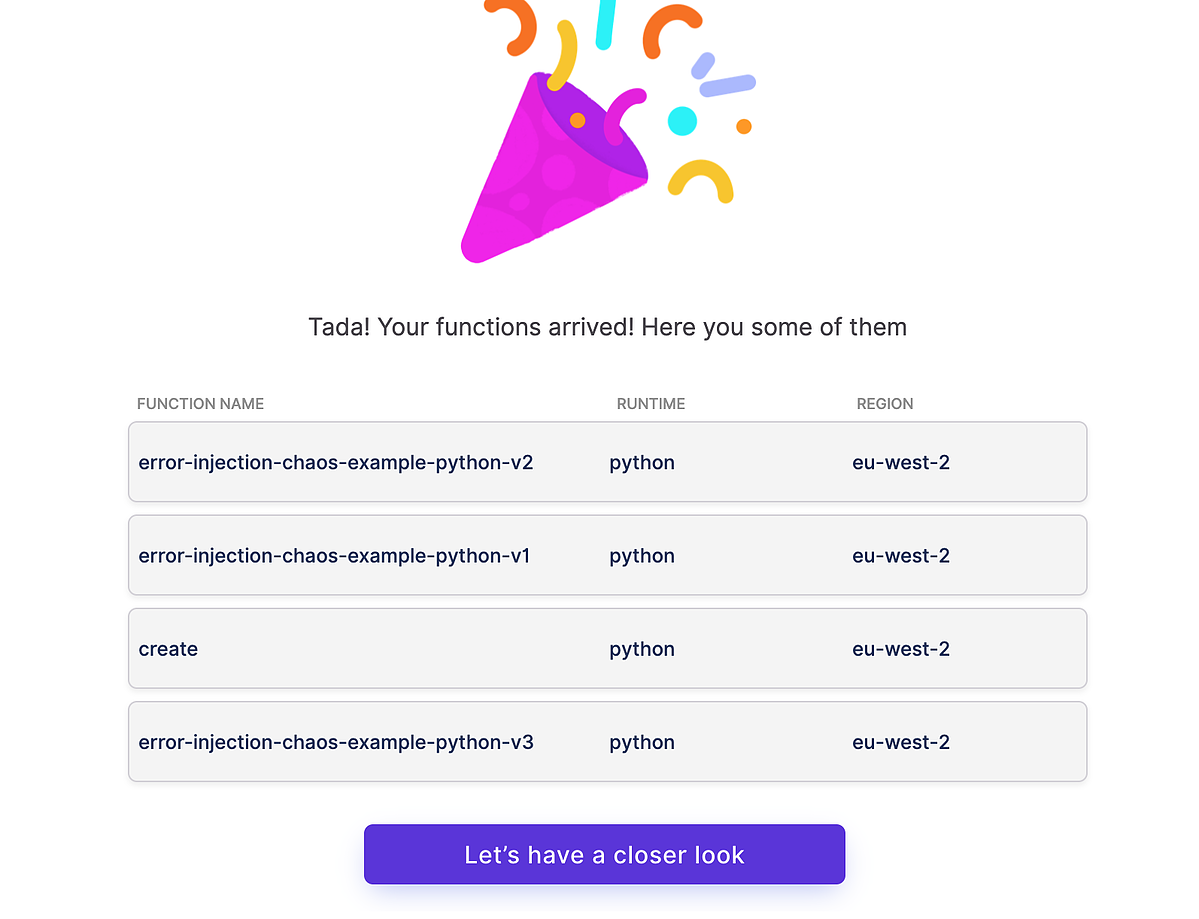 Tada! Your functions arrived! Here you some of them
FUNCTION NAME RUNTIME REGION
error-injection-chaos-example-python-v2 python eu-west-2
error-injection-chaos-example-python-v1 python eu-west-2
create python eu-west-2
error-injection-chaos-example-python-v3 python eu-west-2
Let’s have a closer look